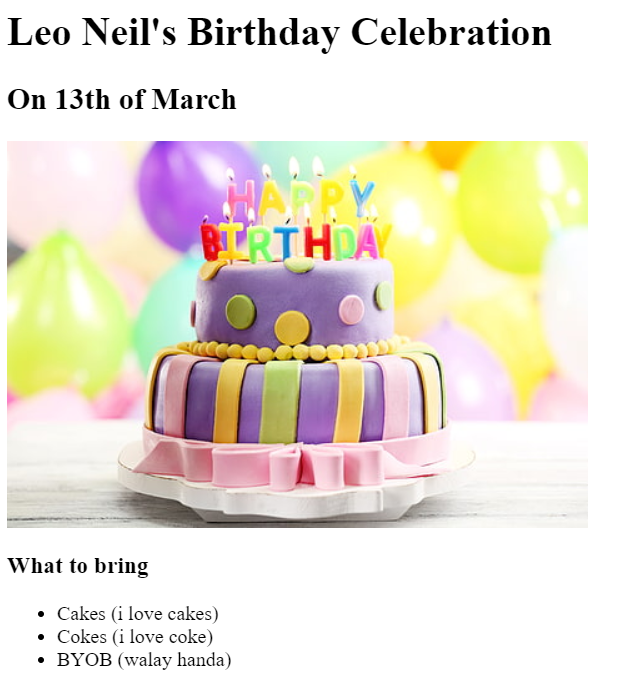 Leo Neil's Birthday Celebration
On 13th of March
HAPPY
BIRTHDAY
What to bring
Cakes (i love cakes)
Cokes (i love coke)
BYOB (walay handa)